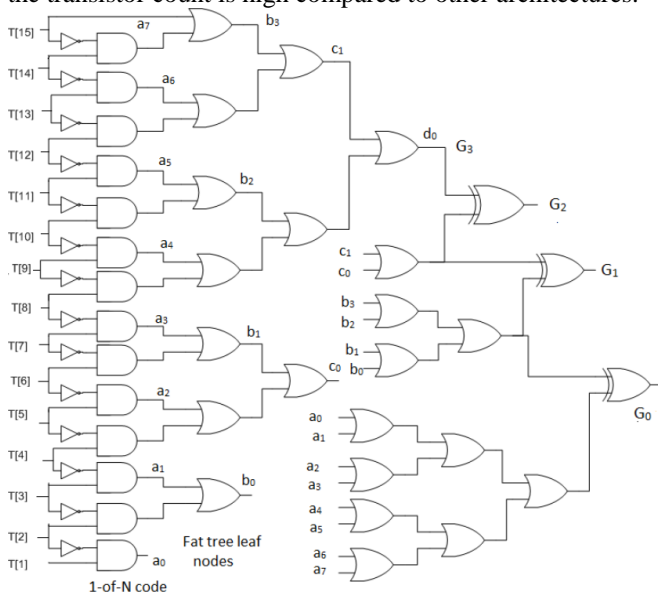 the transistor count is high compared to other architectures.
T[15]
T[14]
T[13]
T[12]
T[11]
T[10]
T[9]
T[8]
T[7]
T[6]
T[5]
T[4]
T[3]
T[2]
T[1]
a7
a6
a5
a4
a3
a2
a1
a0
b3
b2
b1
b0
c1
c0
d0
G3
G2
c1
c0
G1
b3
b2
b1
b0
G0
a0
a1
a2
a3
a4
a5
a6
a7
Fat tree leaf
nodes
1-of-N code